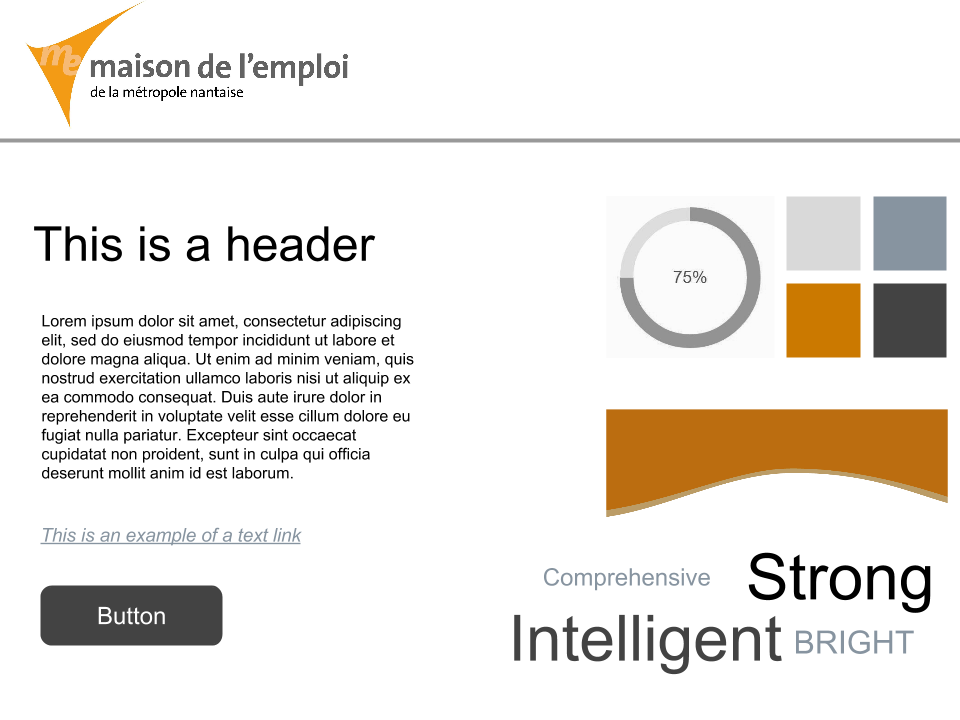 me
maison de l'emploi
de la métropole nantaise
This is a header
75%
Lorem ipsum dolor sit amet, consectetur adipiscing
elit, sed do eiusmod tempor incididunt ut labore et
dolore magna aliqua. Ut enim ad minim veniam, quis
nostrud exercitation ullamco laboris nisi ut aliquip ex
ea commodo consequat. Duis aute irure dolor in
reprehenderit in voluptate velit esse cillum dolore eu
fugiat nulla pariatur. Excepteur sint occaecat
cupidatat non proident, sunt in culpa qui officia
deserunt mollit anim id est laborum.
This is an example of a text link
Button
Comprehensive
Strong
Intelligent
BRIGHT